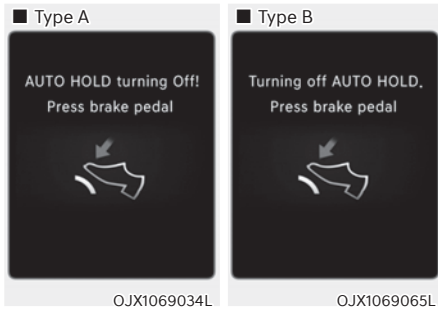 ■ Type A
AUTO HOLD turning Off!
Press brake pedal
OJX1069034L
■ Type B
Turning off AUTO HOLD.
Press brake pedal
OJX1069065L